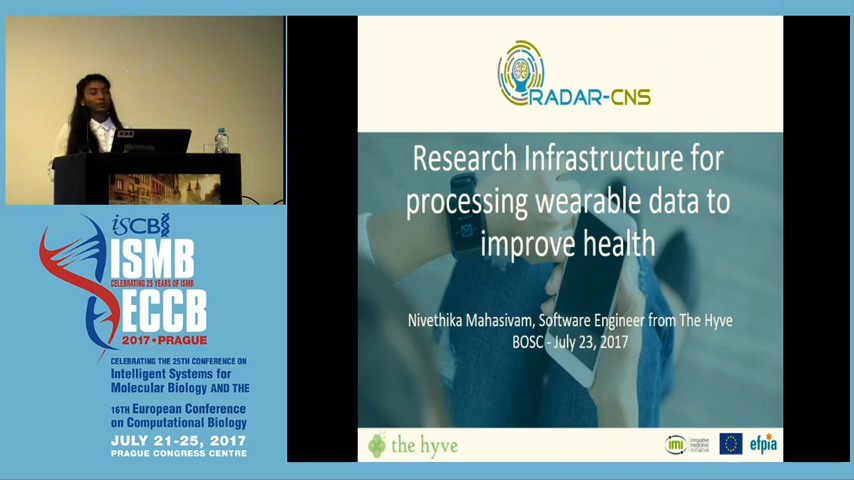 RADAR-CNS
Research Infrastructure for
processing wearable data to
improve health
Nivethika Mahasivam, Software Engineer from The Hyve
BOSC - July 23, 2017
the hyve
imi
innovative
medicines
initiative
efpia
iSCB
ISMB
CELEBRATING 25 YEARS OF ISMB
ECCB
2017 • PRAGUE
CELEBRATING THE 25TH CONFERENCE ON
Intelligent Systems for
Molecular Biology AND THE
16TH European Conference
on Computational Biology
JULY 21-25, 2017
PRAGUE CONGRESS CENTRE